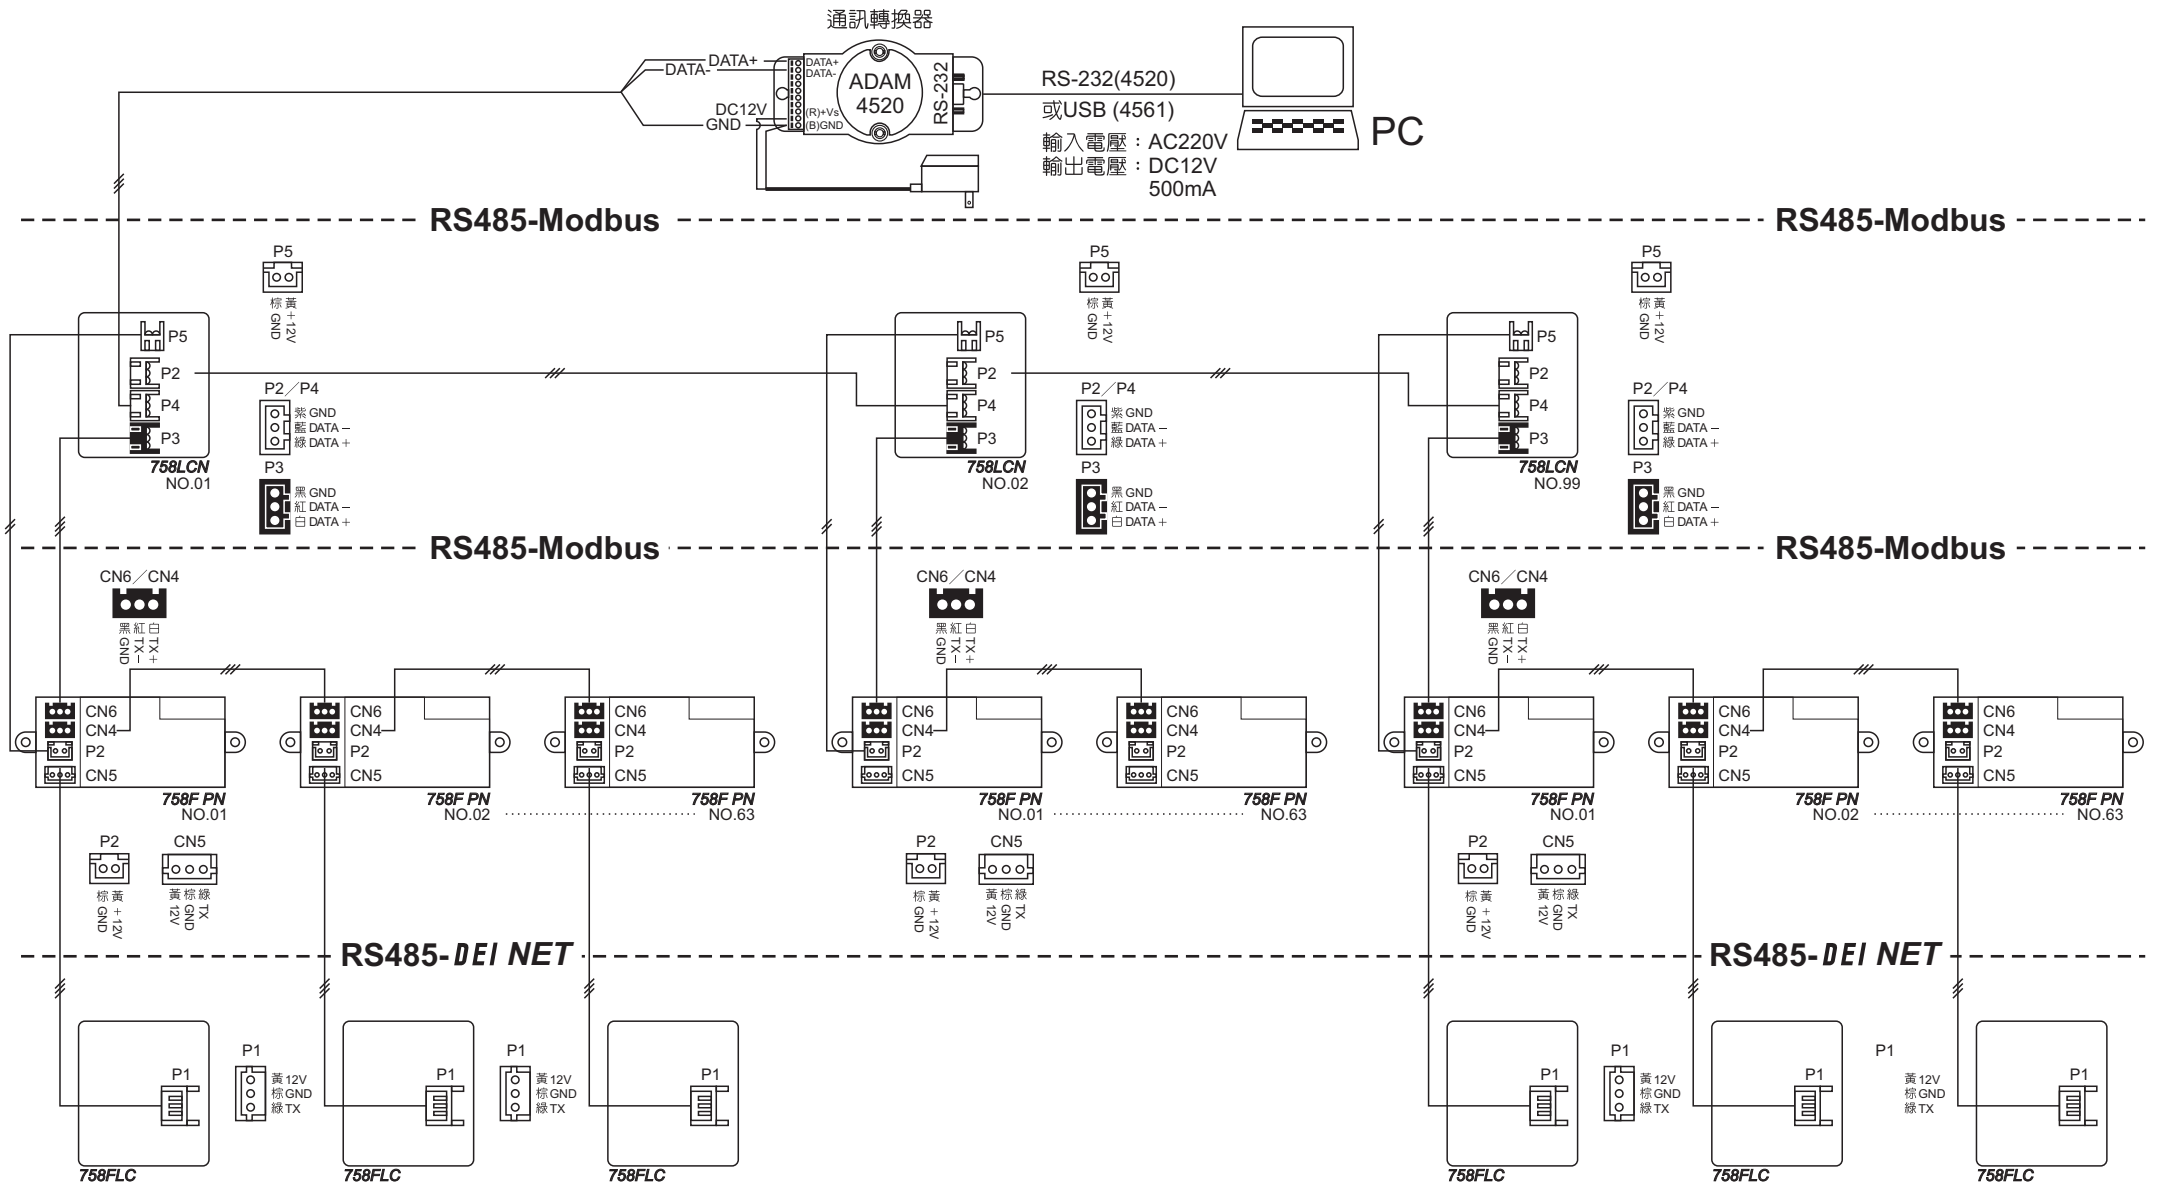 通訊轉換器
DATA+
DATA-
DC12V
GND
DATA+
DATA-
(R)+Vs
(B)GND
ADAM
4520
RS-232
RS-232(4520)
或USB (4561)
輸入電壓：AC220V
輸出電壓：DC12V
500mA
PC
RS485-Modbus
RS485-Modbus
P5
棕 GND
黃 +12V
P5
P2
P4
P3
758LCN
NO.01
P2／P4
紫 GND
藍 DATA −
綠 DATA +
P3
黑 GND
紅 DATA −
白 DATA +
P5
棕 GND
黃 +12V
P5
P2
P4
P3
758LCN
NO.02
P2／P4
紫 GND
藍 DATA −
綠 DATA +
P3
黑 GND
紅 DATA −
白 DATA +
P5
棕 GND
黃 +12V
P5
P2
P4
P3
758LCN
NO.99
P2／P4
紫 GND
藍 DATA −
綠 DATA +
P3
黑 GND
紅 DATA −
白 DATA +
RS485-Modbus
RS485-Modbus
CN6／CN4
黑 GND
紅 TX −
白 TX +
CN6／CN4
黑 GND
紅 TX −
白 TX +
CN6／CN4
黑 GND
紅 TX −
白 TX +
CN6
CN4
P2
CN5
758F PN
NO.01
CN6
CN4
P2
CN5
758F PN
NO.02
CN6
CN4
P2
CN5
758F PN
NO.63
CN6
CN4
P2
CN5
758F PN
NO.01
CN6
CN4
P2
CN5
758F PN
NO.63
CN6
CN4
P2
CN5
758F PN
NO.01
CN6
CN4
P2
CN5
758F PN
NO.02
CN6
CN4
P2
CN5
758F PN
NO.63
P2
棕 GND
黃 +12V
CN5
黃 12V
棕 GND
綠 TX
P2
棕 GND
黃 +12V
CN5
黃 12V
棕 GND
綠 TX
P2
棕 GND
黃 +12V
CN5
黃 12V
棕 GND
綠 TX
RS485-DEI NET
RS485-DEI NET
P1
758FLC
P1
黃 12V
棕 GND
綠 TX
P1
758FLC
P1
黃 12V
棕 GND
綠 TX
P1
758FLC
P1
758FLC
P1
黃 12V
棕 GND
綠 TX
P1
758FLC
P1
黃 12V
棕 GND
綠 TX
P1
758FLC